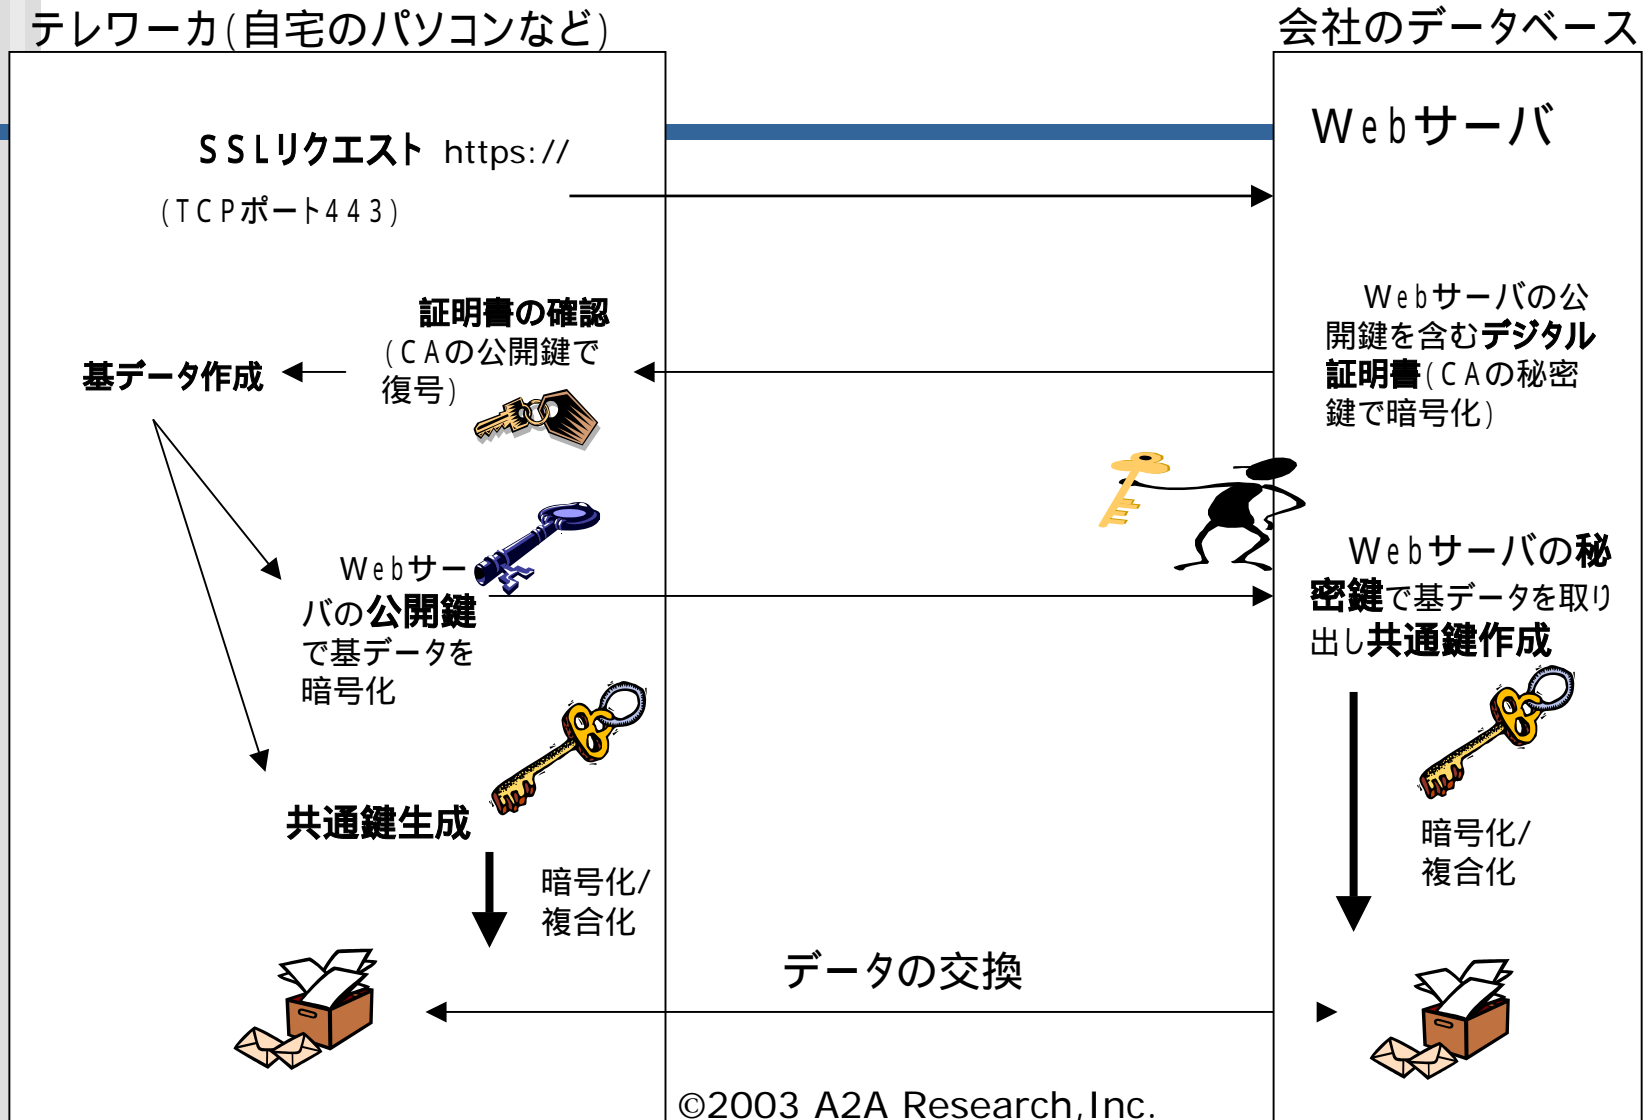 テレワーカ(自宅のパソコンなど)
会社のデータベース
SSLリクエスト https://
(TCPポート443)
Webサーバ
証明書の確認
(CAの公開鍵で
復号)
基データ作成
Webサーバの公
開鍵を含むデジタル
証明書(CAの秘密
鍵で暗号化)
Webサー
バの公開鍵
で基データを
暗号化
Webサーバの秘
密鍵で基データを取り
出し共通鍵作成
共通鍵生成
暗号化/
複合化
暗号化/
複合化
データの交換
©2003 A2A Research,Inc.